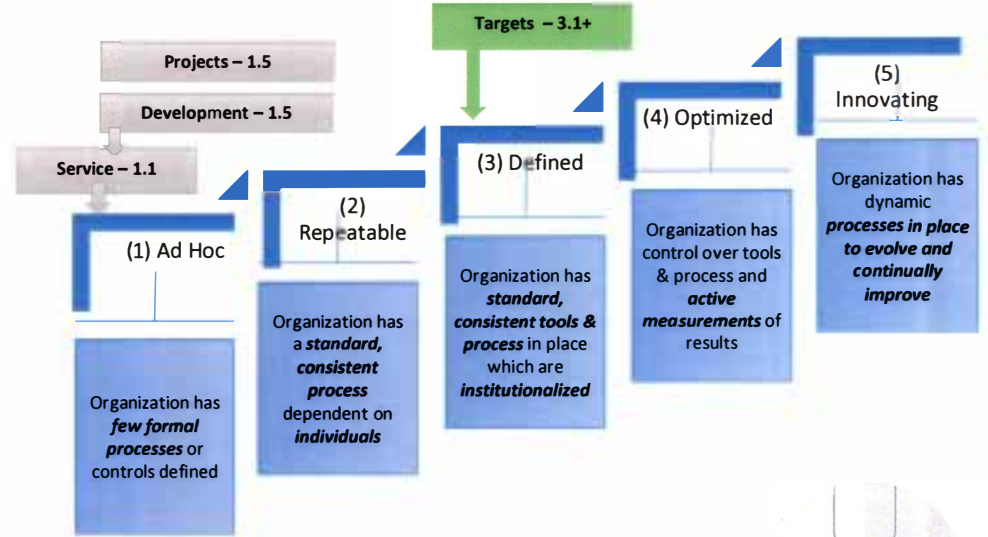 Targets – 3.1+
Projects – 1.5
Development – 1.5
Service – 1.1
(1) Ad Hoc
Organization has
few formal
processes or
controls defined
(2)
Repeatable
Organization has
a standard,
consistent
process
dependent on
individuals
(3) Defined
Organization has
standard,
consistent tools &
process in place
which are
institutionalized
(4) Optimized
Organization has
control over tools
& process and
active
measurements of
results
(5)
Innovating
Organization has
dynamic
processes in place
to evolve and
continually
improve